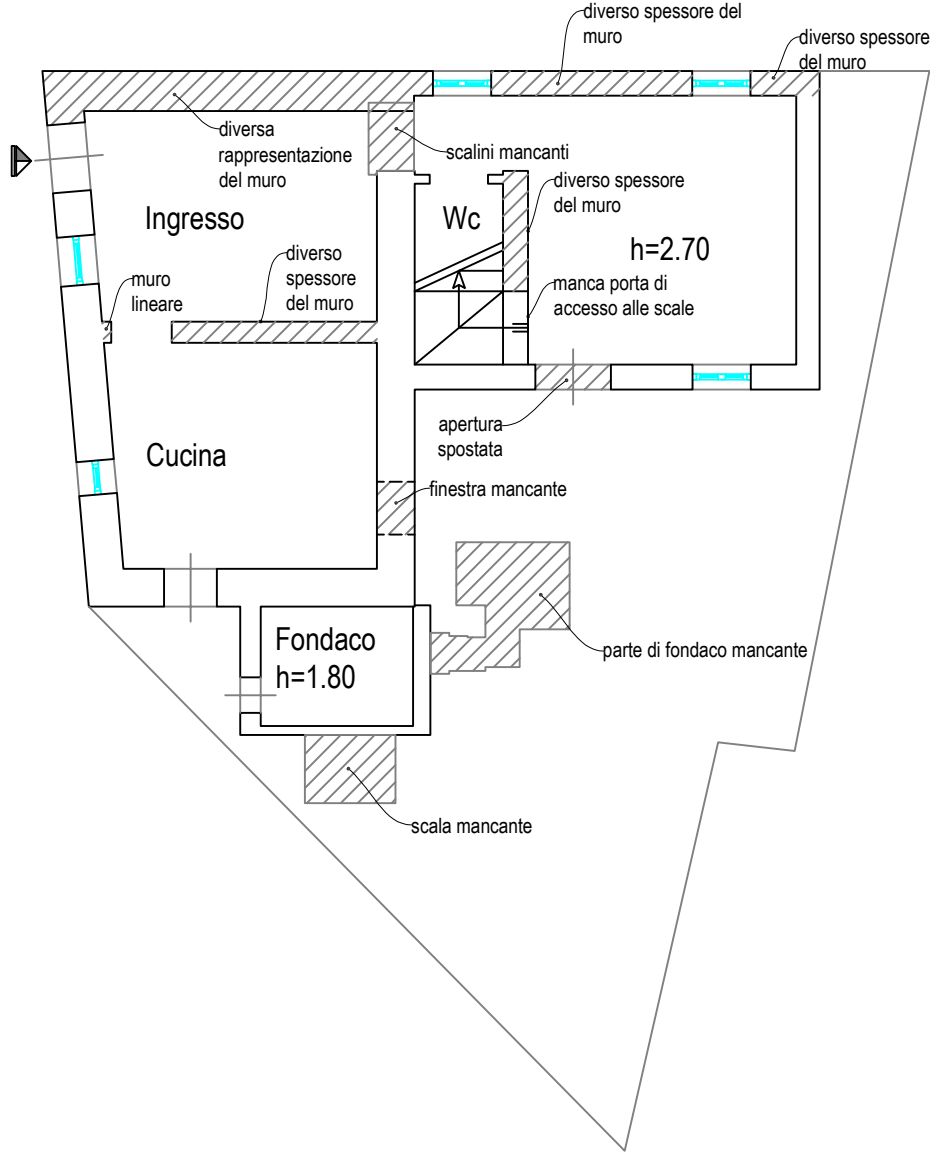 diverso spessore del
muro
diverso spessore
del muro
diversa
rappresentazione
del muro
scalini mancanti
diverso spessore
del muro
Ingresso
Wc
h=2.70
muro
lineare
diverso
spessore
del muro
manca porta di
accesso alle scale
apertura
spostata
Cucina
finestra mancante
Fondaco
h=1.80
parte di fondaco mancante
scala mancante